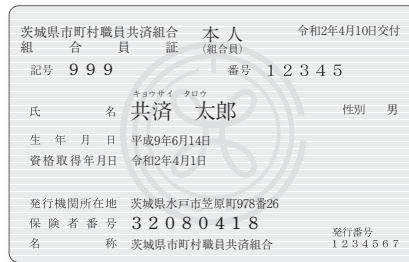 茨城県市町村職員共済組合 本人 令和2年4月10日交付
組合員証 (組合員)
記号 999 番号 12345
キョウサイ タロウ
氏名 共済 太郎 性別 男
生年月日 平成9年6月14日
資格取得年月日 令和2年4月1日
発行機関所在地 茨城県水戸市笠原町978番26
保険者番号 32080418 発行番号
名称 茨城県市町村職員共済組合 1234567